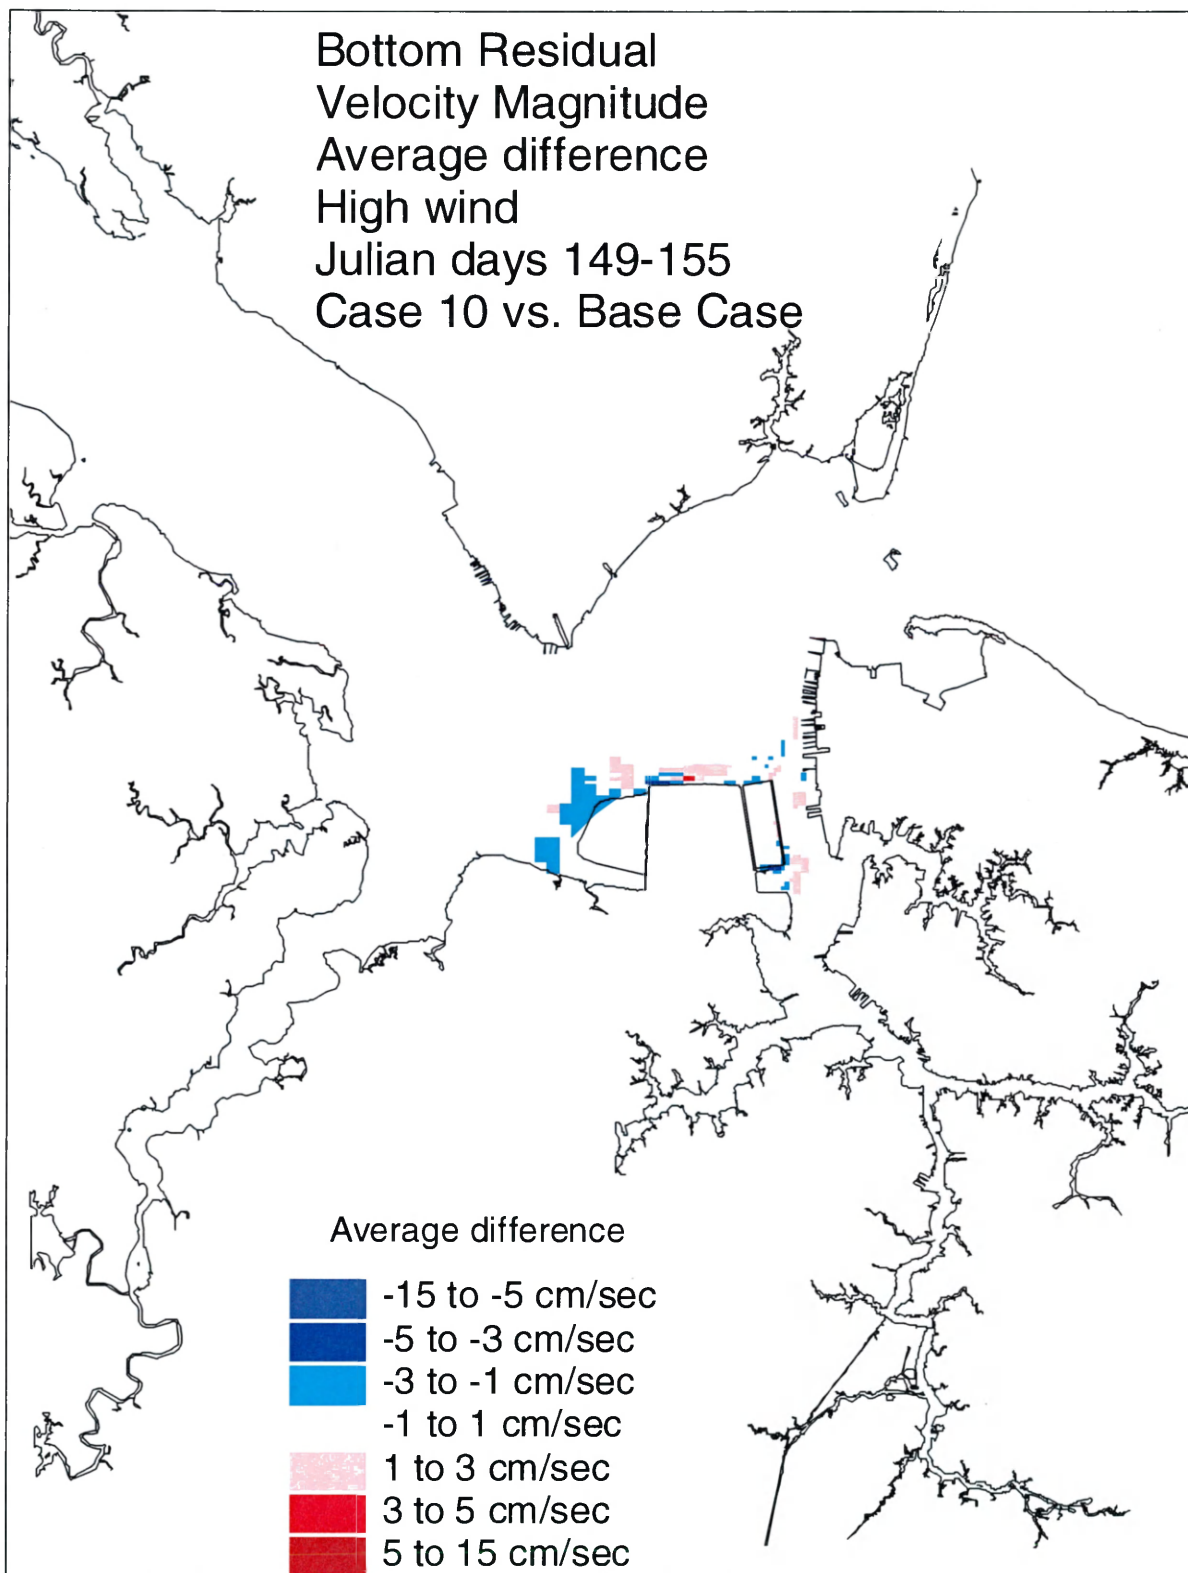 Bottom Residual
Velocity Magnitude
Average difference
High wind
Julian days 149-155
Case 10 vs. Base Case
Average difference
-15 to -5 cm/sec
-5 to -3 cm/sec
-3 to -1 cm/sec
-1 to 1 cm/sec
1 to 3 cm/sec
3 to 5 cm/sec
5 to 15 cm/sec